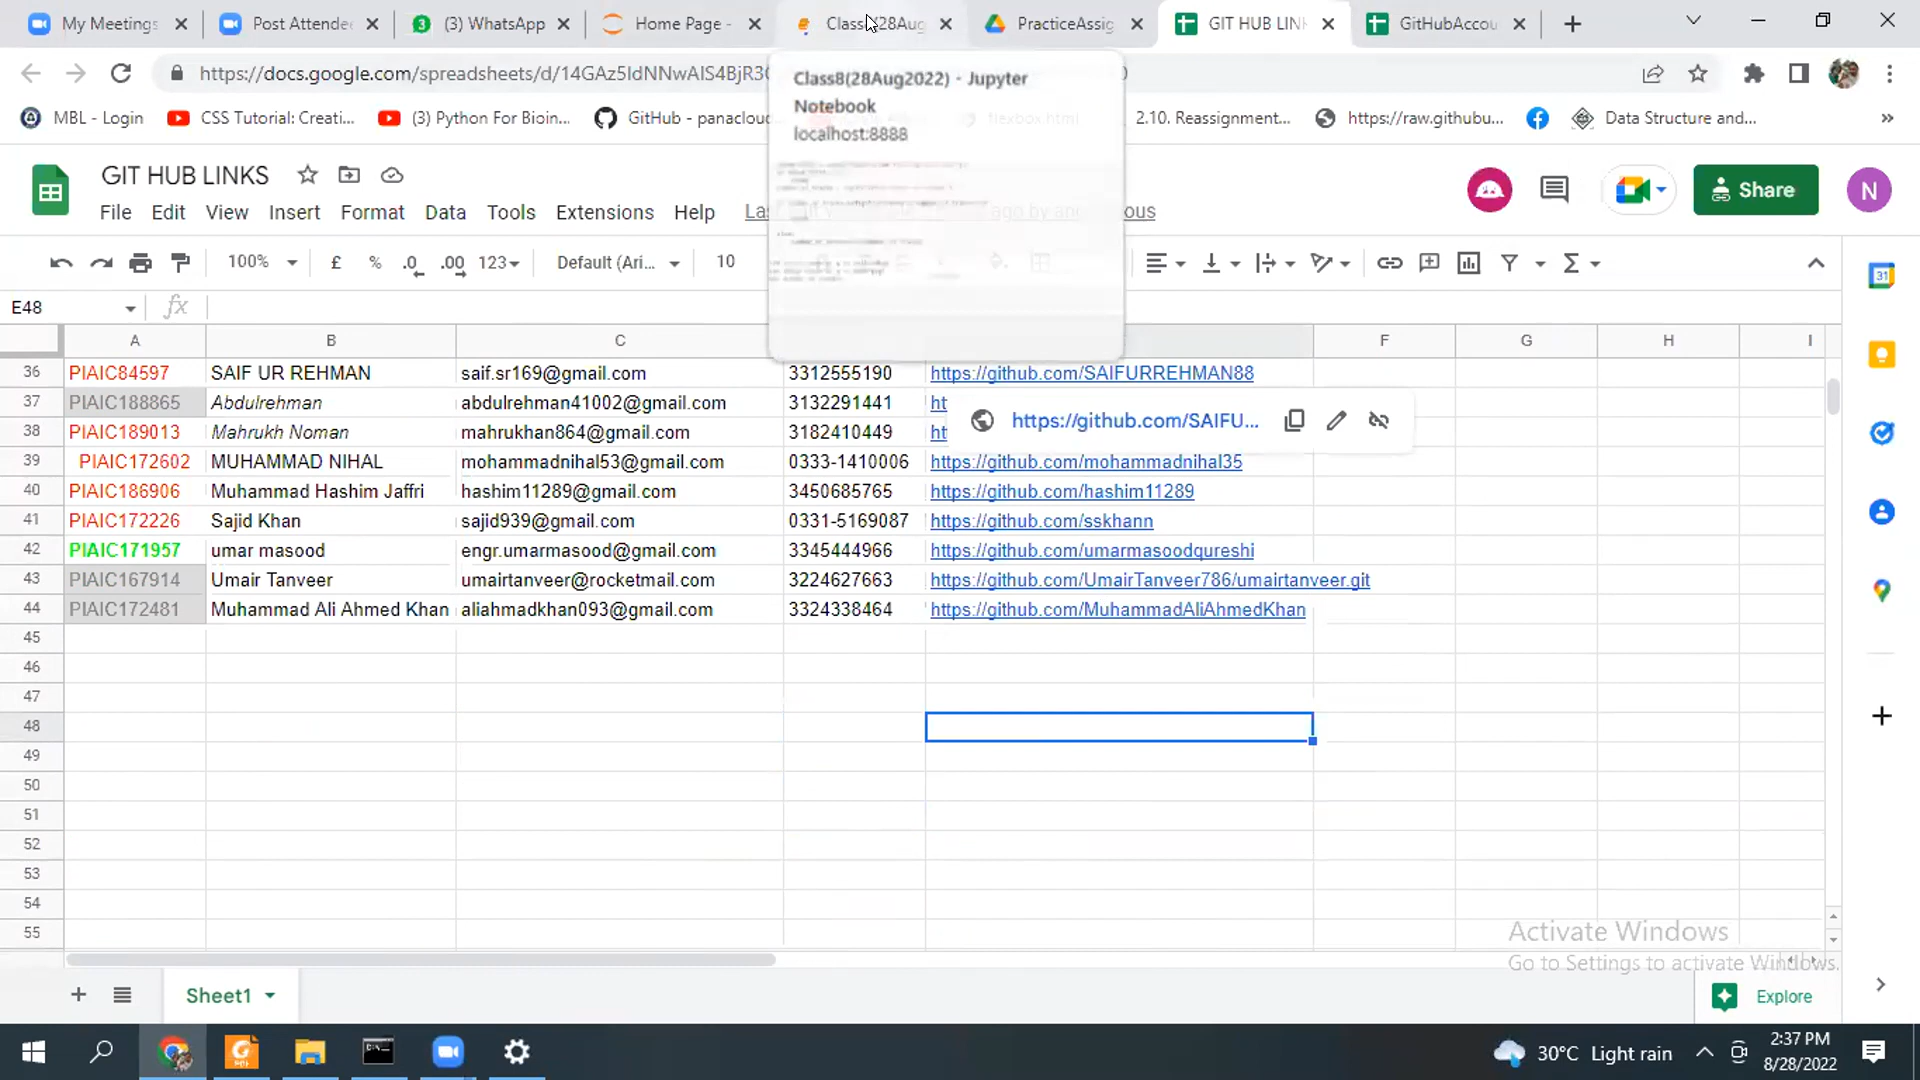 My Meetings
Post Attende
(3) WhatsApp
Home Page -
Class8(28Aug
PracticeAssig
GIT HUB LINK
GitHubAccou
https://docs.google.com/spreadsheets/d/14GAz5IdNNwAIS4BjR3
Class8(28Aug2022) - Jupyter
Notebook
localhost:8888
MBL - Login
CSS Tutorial: Creati...
(3) Python For Bioin...
GitHub - panaclou
flexbox.html
2.10. Reassignment...
https://raw.githubu...
Data Structure and...
»
GIT HUB LINKS
Share
N
File Edit View Insert Format Data Tools Extensions Help
ago by
100% £ % .0 .00 123 Default (Ari... 10
E48
fx
A B C F G H I
36 PIAIC84597 SAIF UR REHMAN saif.sr169@gmail.com 3312555190 https://github.com/SAIFURREHMAN88
37 PIAIC188865 Abdulrehman abdulrehman41002@gmail.com 3132291441 ht
https://github.com/SAIFU...
38 PIAIC189013 Mahrukh Noman mahrukhan864@gmail.com 3182410449 ht
39 PIAIC172602 MUHAMMAD NIHAL mohammadnihal53@gmail.com 0333-1410006 https://github.com/mohammadnihal35
40 PIAIC186906 Muhammad Hashim Jaffri hashim11289@gmail.com 3450685765 https://github.com/hashim11289
41 PIAIC172226 Sajid Khan sajid939@gmail.com 0331-5169087 https://github.com/sskhann
42 PIAIC171957 umar masood engr.umarmasood@gmail.com 3345444966 https://github.com/umarmasoodqureshi
43 PIAIC167914 Umair Tanveer umairtanveer@rocketmail.com 3224627663 https://github.com/UmairTanveer786/umairtanveer.git
44 PIAIC172481 Muhammad Ali Ahmed Khan aliahmadkhan093@gmail.com 3324338464 https://github.com/MuhammadAliAhmedKhan
45
46
47
48
49
50
51
52
53
54
55
Activate Windows
Go to Settings to activate Windows.
Sheet1
Explore
30°C Light rain
2:37 PM
8/28/2022